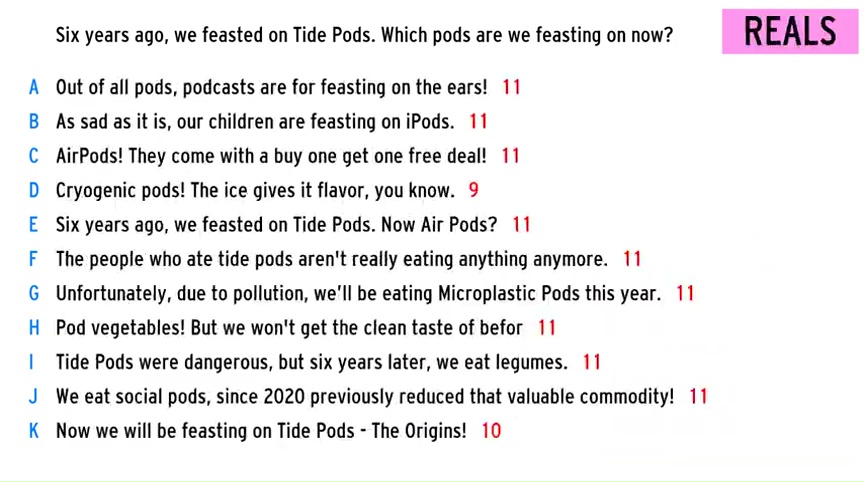 Six years ago, we feasted on Tide Pods. Which pods are we feasting on now?
REALS
A Out of all pods, podcasts are for feasting on the ears! 11
B As sad as it is, our children are feasting on iPods. 11
C AirPods! They come with a buy one get one free deal! 11
D Cryogenic pods! The ice gives it flavor, you know. 9
E Six years ago, we feasted on Tide Pods. Now Air Pods? 11
F The people who ate tide pods aren't really eating anything anymore. 11
G Unfortunately, due to pollution, we’ll be eating Microplastic Pods this year. 11
H Pod vegetables! But we won't get the clean taste of befor 11
I Tide Pods were dangerous, but six years later, we eat legumes. 11
J We eat social pods, since 2020 previously reduced that valuable commodity! 11
K Now we will be feasting on Tide Pods - The Origins! 10